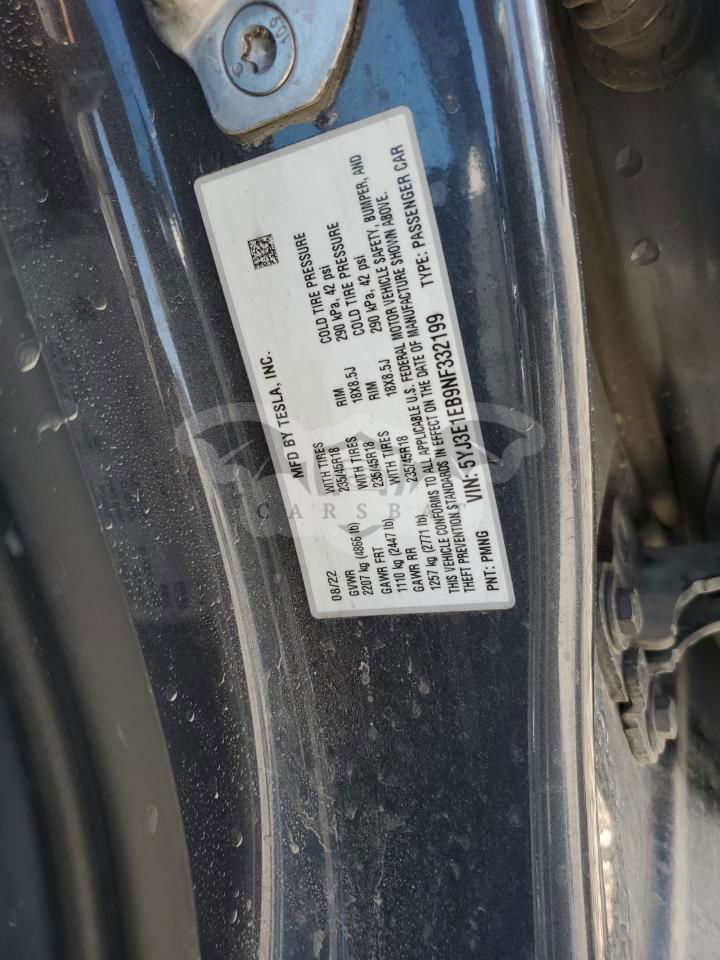 MFD BY TESLA, INC.
08/22
GVWR WITH TIRES RIM COLD TIRE PRESSURE
2207 kg (4866 lb) 235/45R18 18X8.5J 290 kPa, 42 psi
GAWR FRT WITH TIRES RIM COLD TIRE PRESSURE
1110 kg (2447 lb) 235/45R18 18X8.5J 290 kPa, 42 psi
GAWR RR WITH TIRES
1257 kg (2771 lb) 235/45R18
THIS VEHICLE CONFORMS TO ALL APPLICABLE U.S. FEDERAL MOTOR VEHICLE SAFETY, BUMPER, AND
THEFT PREVENTION STANDARDS IN EFFECT ON THE DATE OF MANUFACTURE SHOWN ABOVE.
PNT: PMNG VIN: 5YJ3E1EB9NF332199 TYPE: PASSENGER CAR
CARSBAT
109